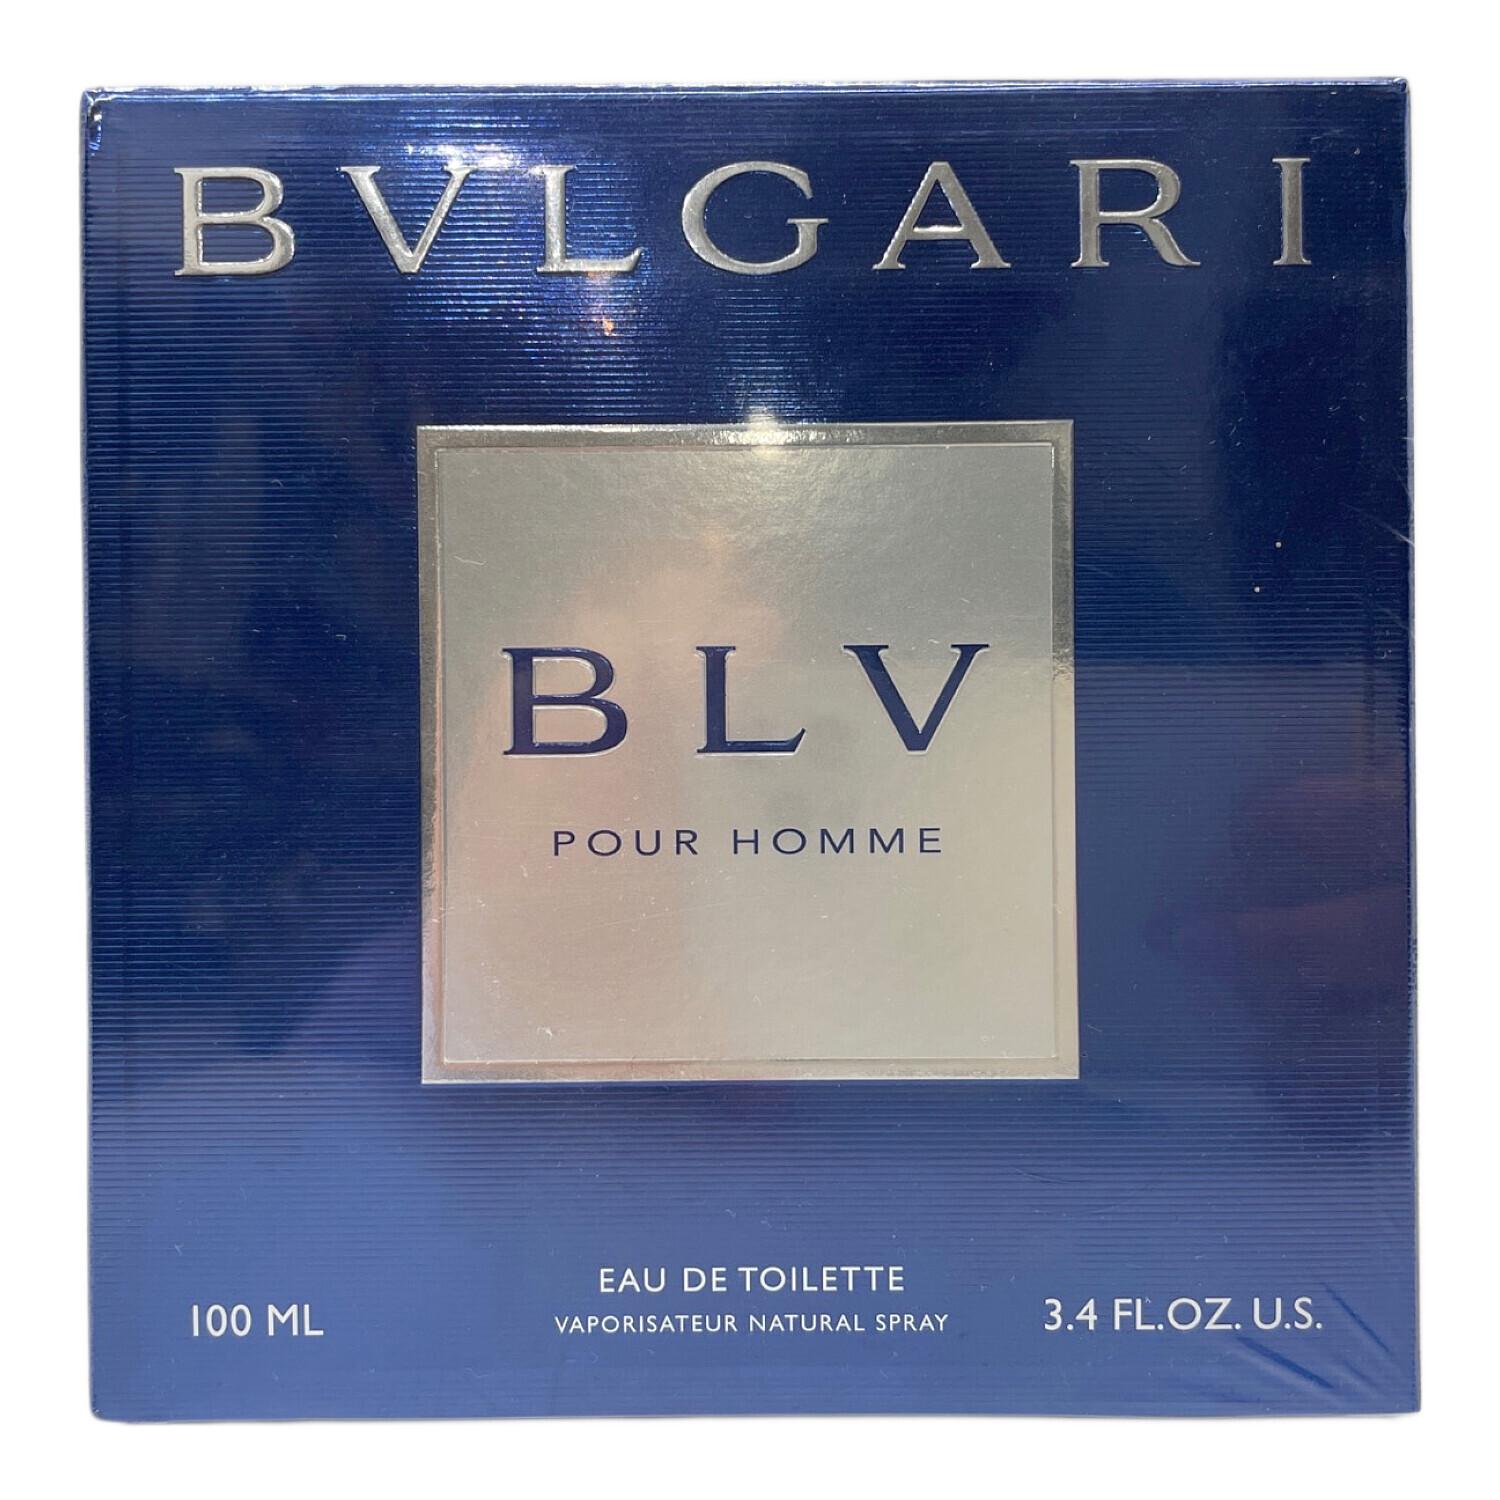 BVLGARI
BLV
POUR HOMME
EAU DE TOILETTE
VAPORISATEUR NATURAL SPRAY
100 ML
3.4 FL.OZ. U.S.